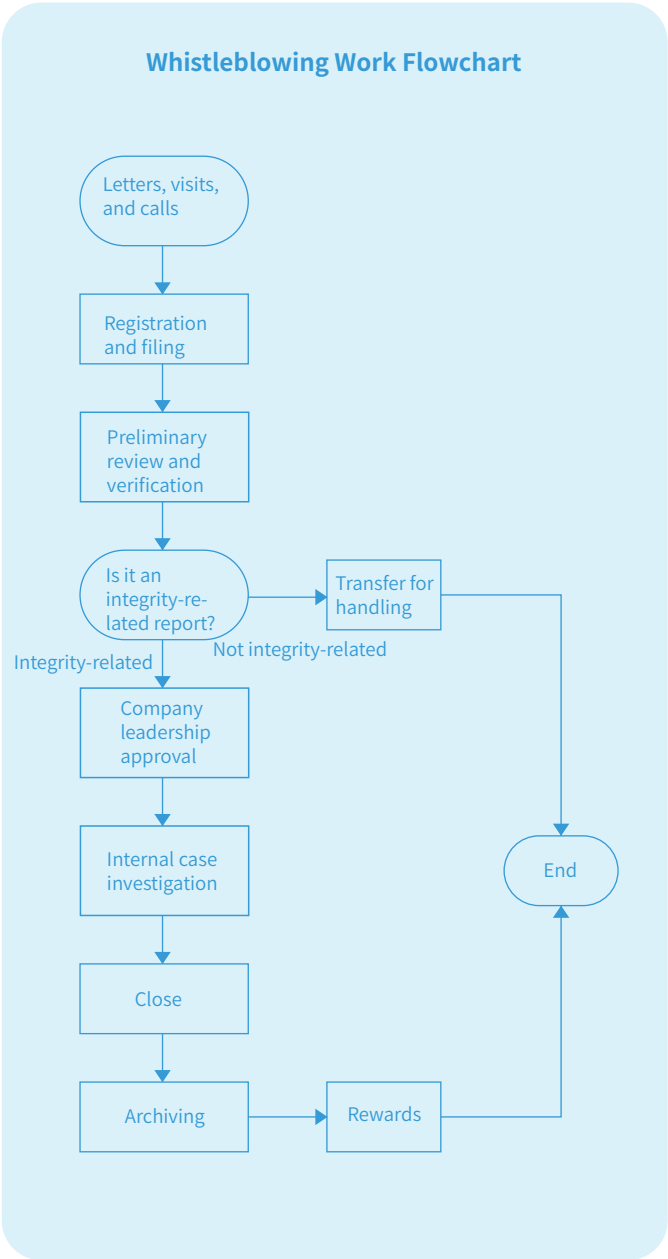 Whistleblowing Work Flowchart
Letters, visits,
and calls
Registration
and filing
Preliminary
review and
verification
Is it an
integrity-re-
lated report?
Transfer for
handling
Not integrity-related
Integrity-related
Company
leadership
approval
Internal case
investigation
End
Close
Archiving
Rewards